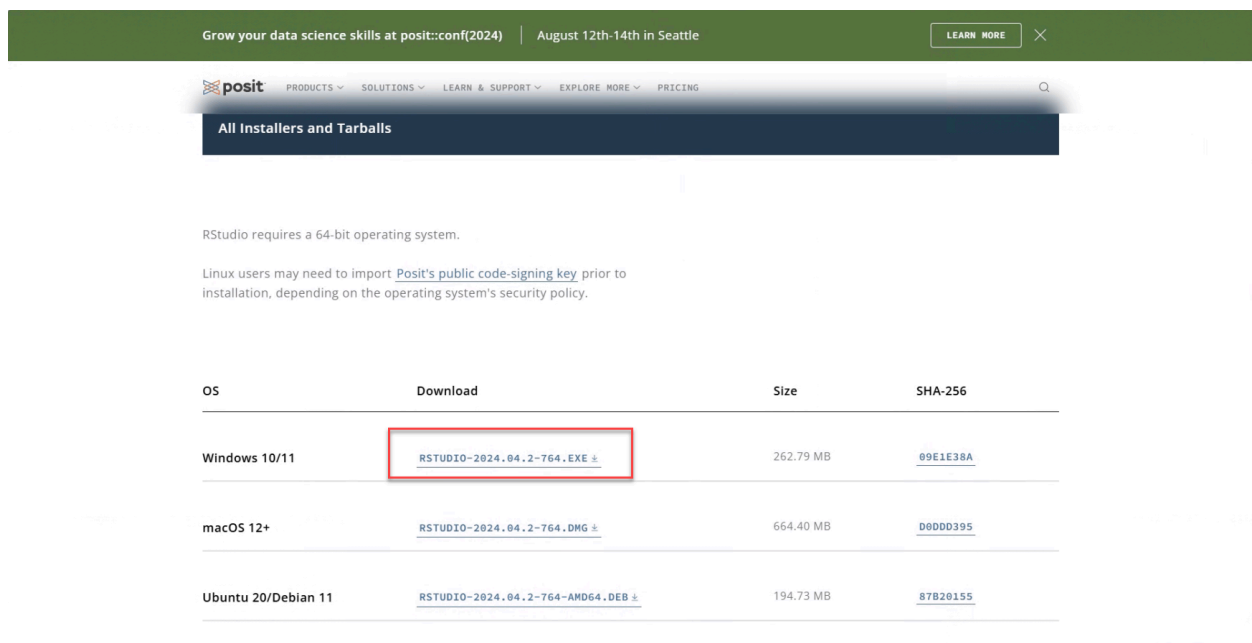 Grow your data science skills at posit::conf(2024) | August 12th-14th in Seattle LEARN MORE
posit PRODUCTS SOLUTIONS LEARN & SUPPORT EXPLORE MORE PRICING
All Installers and Tarballs
RStudio requires a 64-bit operating system.
Linux users may need to import Posit's public code-signing key prior to
installation, depending on the operating system's security policy.
OS Download Size SHA-256
Windows 10/11 RSTUDIO-2024.04.2-764.EXE 262.79 MB 09E1E38A
macOS 12+ RSTUDIO-2024.04.2-764.DMG 664.40 MB D0DDD395
Ubuntu 20/Debian 11 RSTUDIO-2024.04.2-764-AMD64.DEB 194.73 MB 87B20155